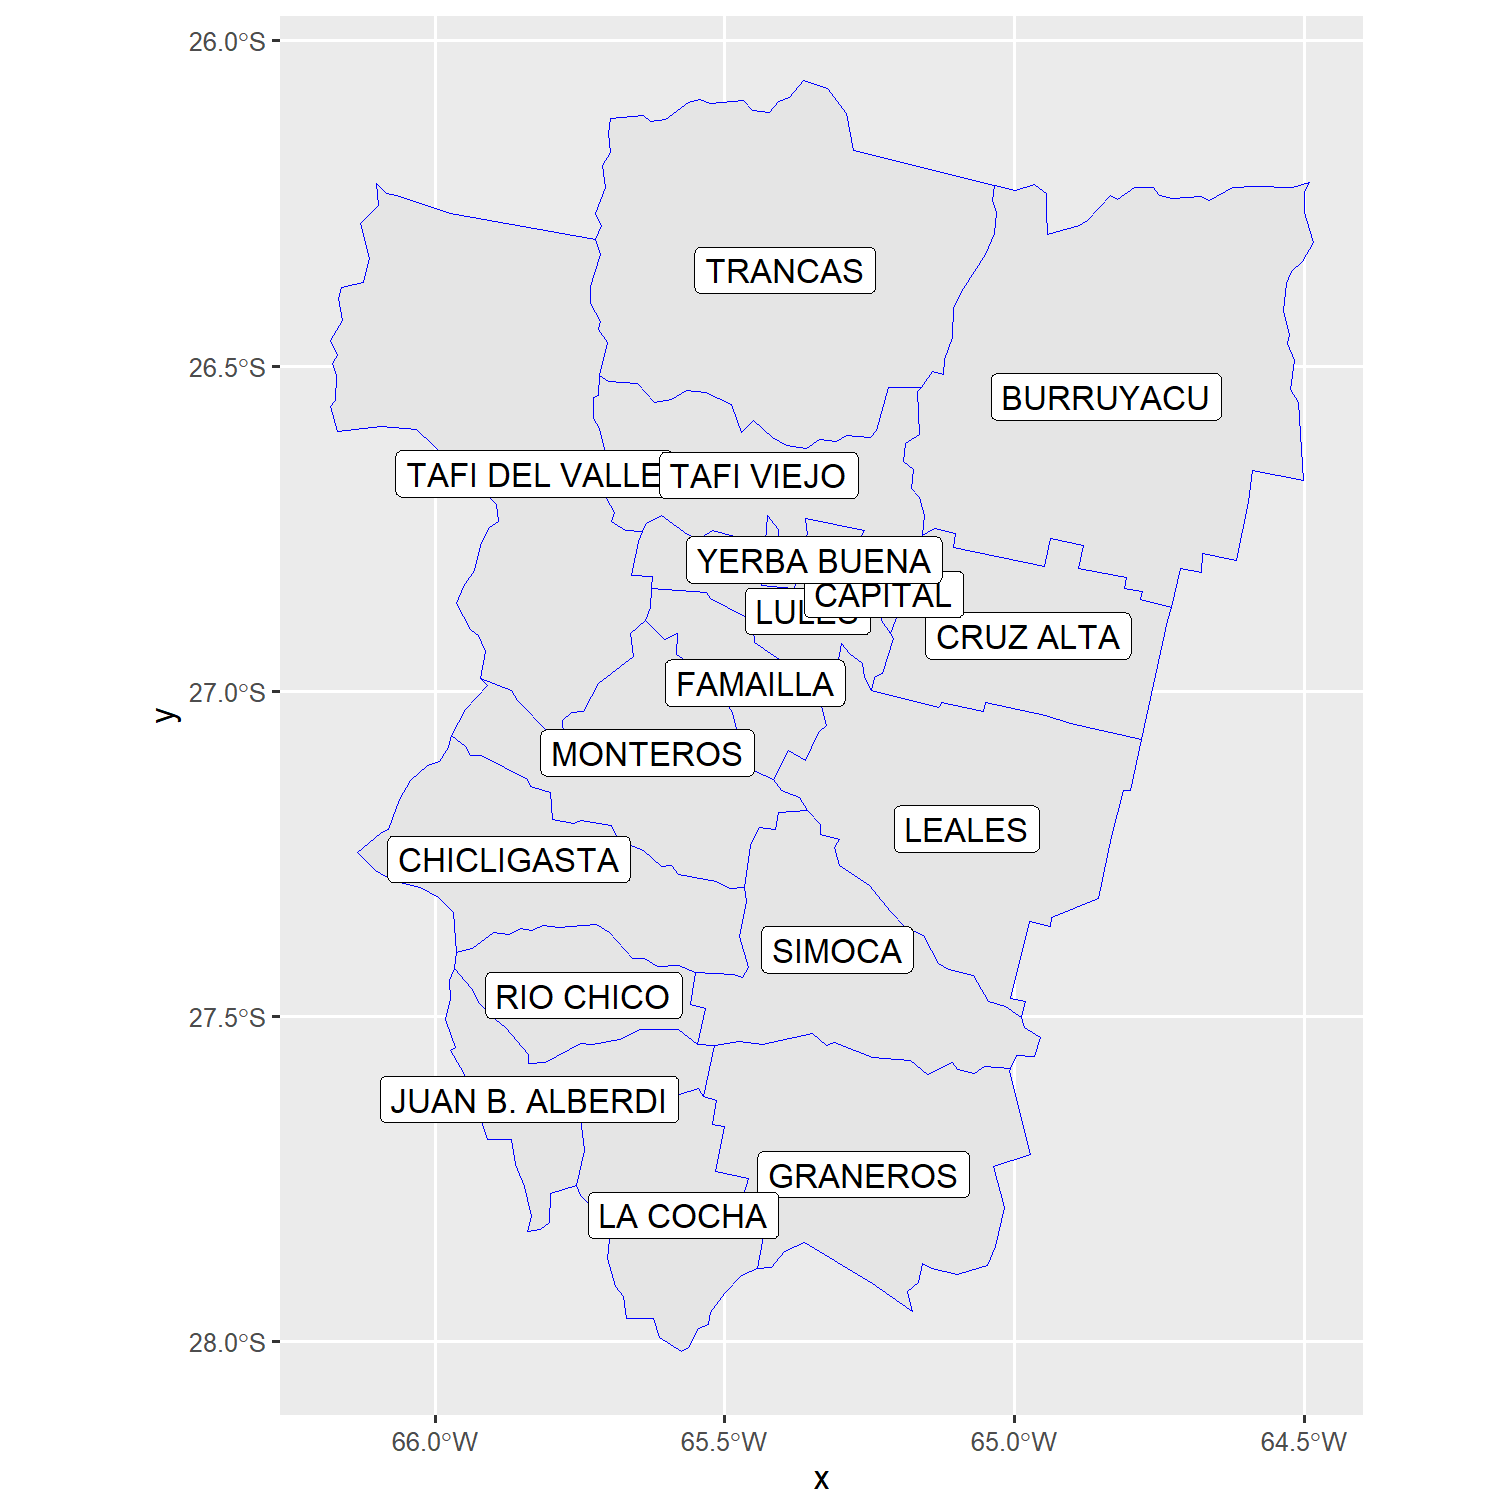 26.0°S
TRANCAS
26.5°S
BURRUYACU
TAFI DEL VALLE
TAFI VIEJO
YERBA BUENA
CAPITAL
LULES
CRUZ ALTA
27.0°S
FAMAILLA
y
MONTEROS
LEALES
CHICLIGASTA
SIMOCA
RIO CHICO
27.5°S
JUAN B. ALBERDI
GRANEROS
LA COCHA
28.0°S
66.0°W
65.5°W
65.0°W
64.5°W
x